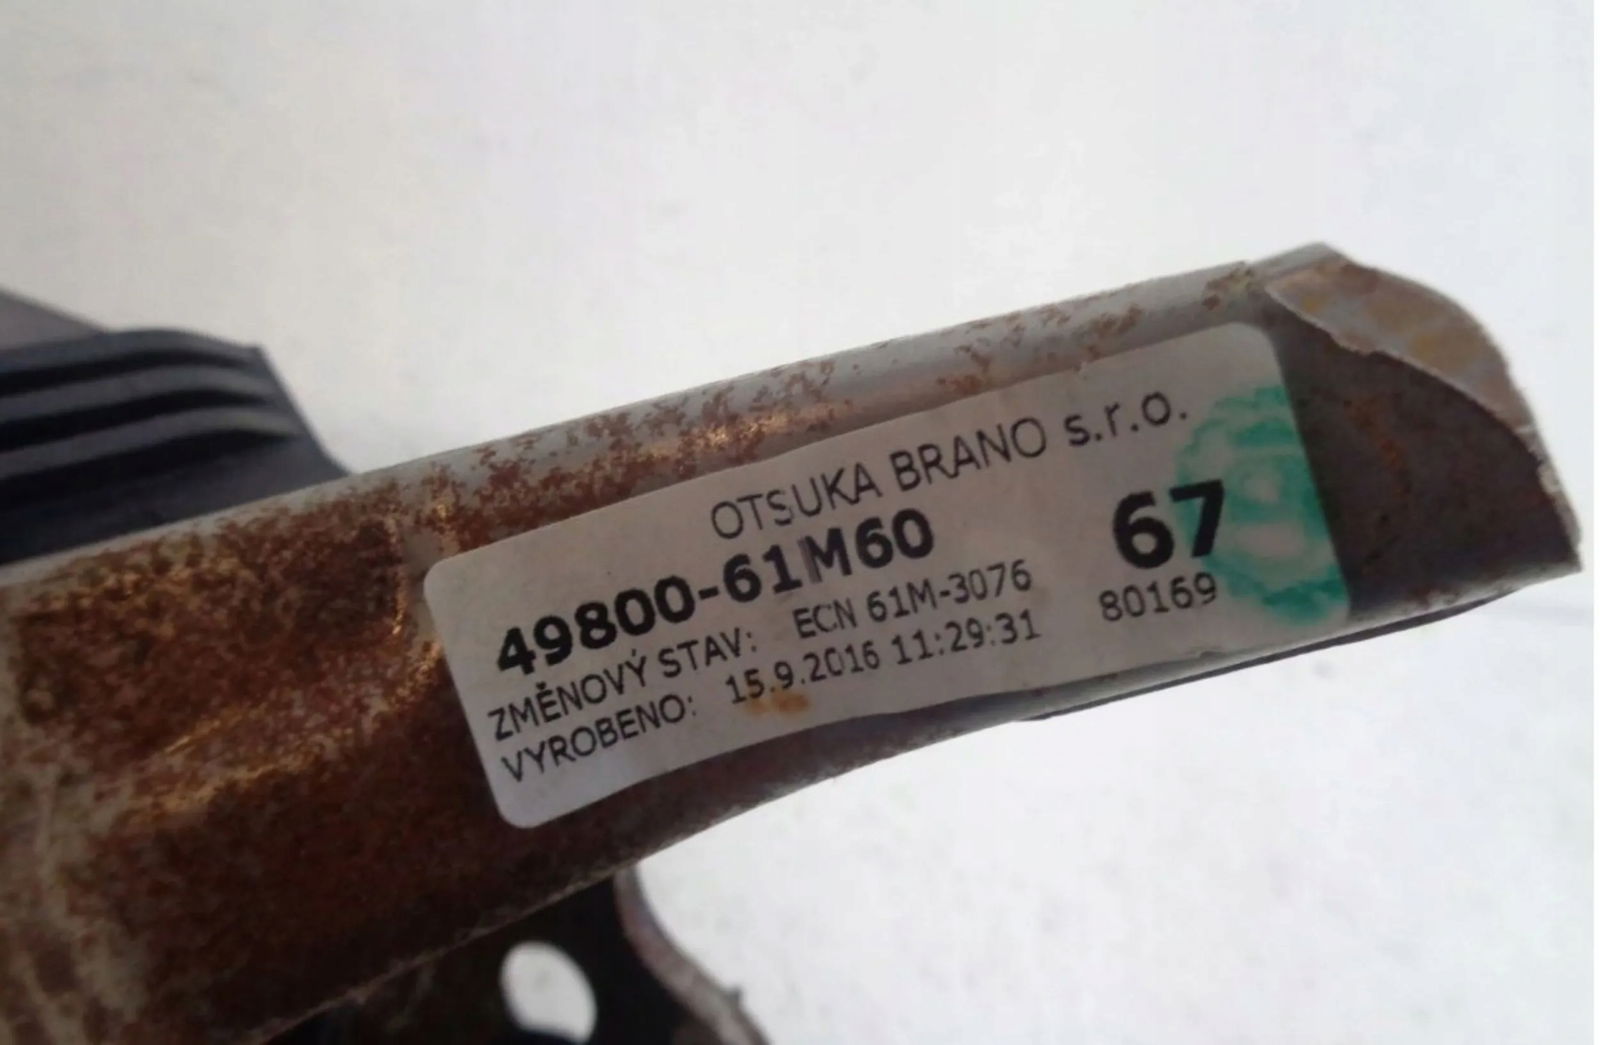 OTSUKA BRANO s.r.o.
49800-61M60
67
ZMĚNOVÝ STAV: ECN 61M-3076
80169
VYROBENO: 15.9.2016 11:29:31